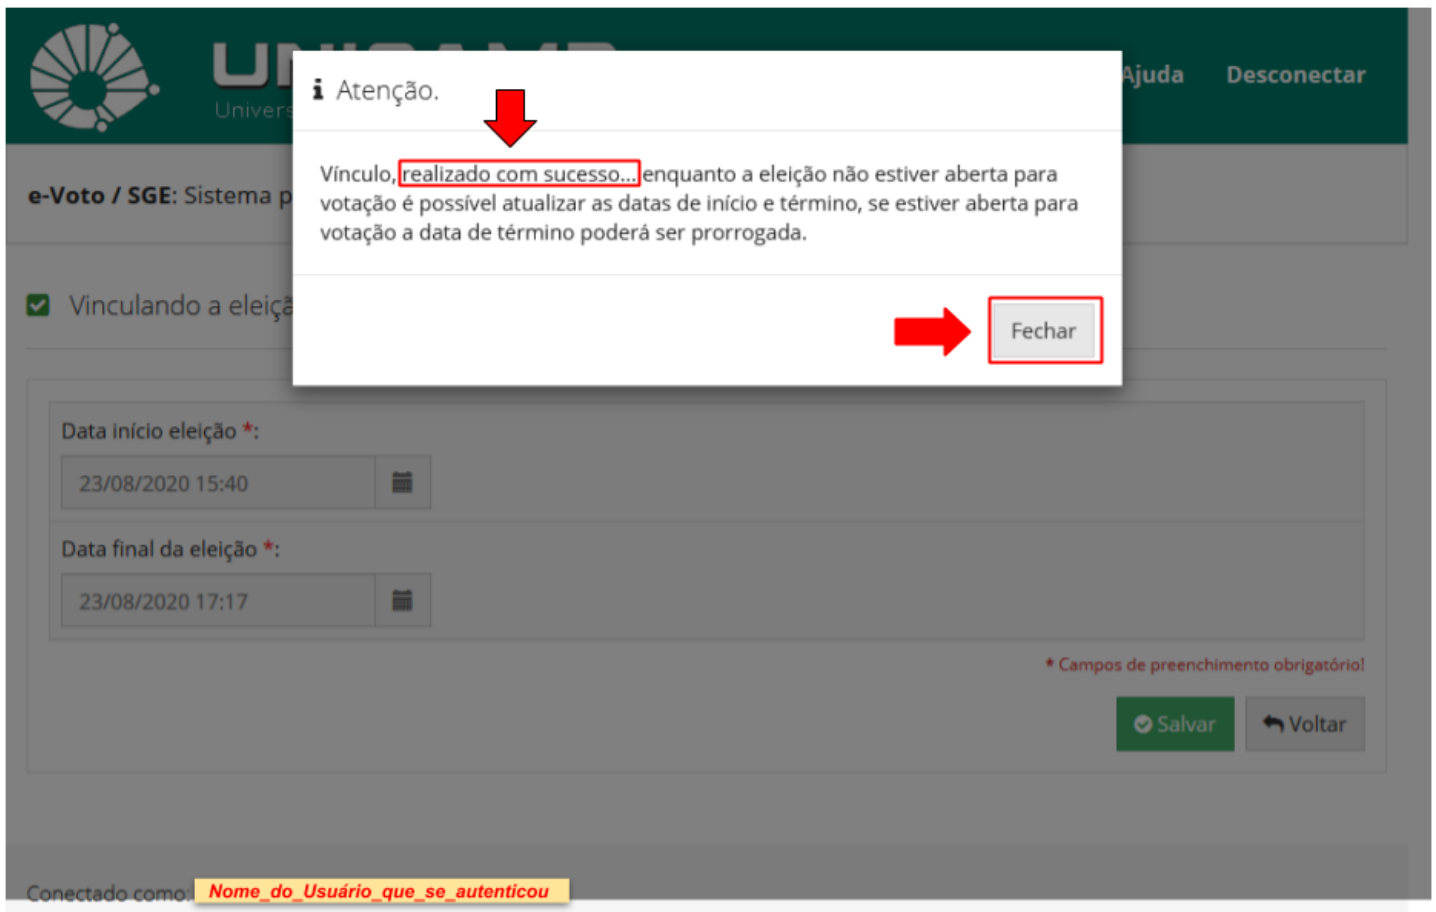 Univers
Ajuda Desconectar
e-Voto / SGE: Sistema p
Vinculando a eleiçã
Atenção.
Vínculo, realizado com sucesso... enquanto a eleição não estiver aberta para
votação é possível atualizar as datas de início e término, se estiver aberta para
votação a data de término poderá ser prorrogada.
Fechar
Data início eleição *:
23/08/2020 15:40
Data final da eleição *:
23/08/2020 17:17
* Campos de preenchimento obrigatório!
Salvar Voltar
Conectado como: Nome_do_Usuário_que_se_autenticou